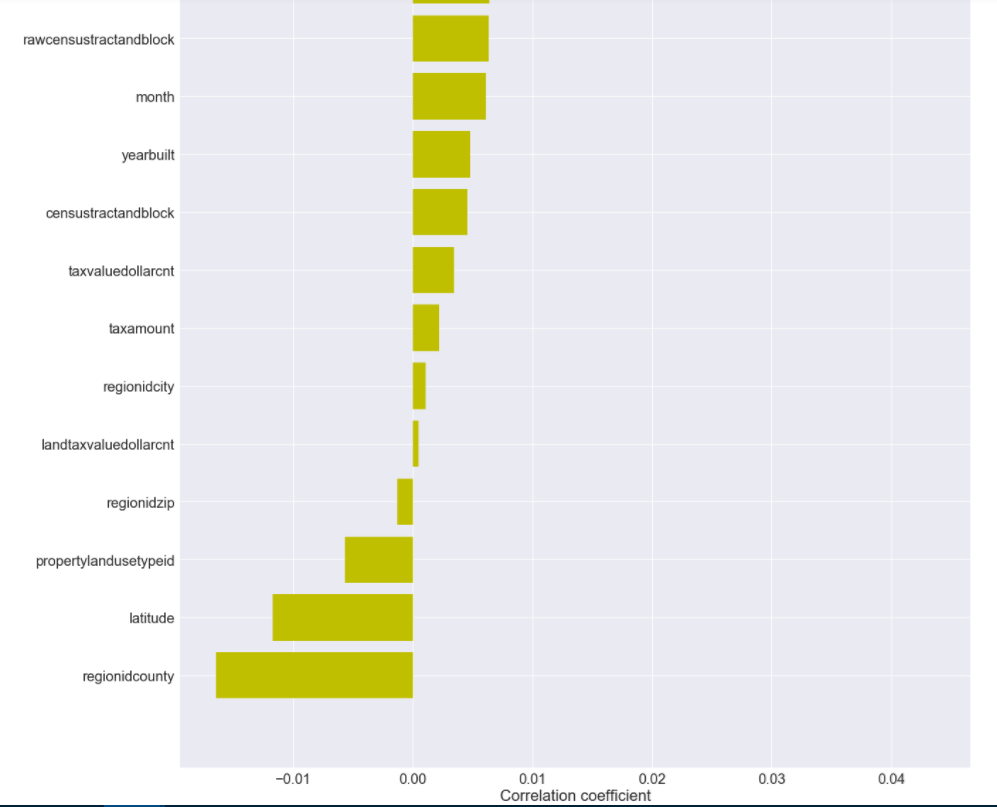 rawcensustractandblock
month
yearbuilt
censustractandblock
taxvaluedollarcnt
taxamount
regionidcity
landtaxvaluedollarcnt
regionidzip
propertylandusetypeid
latitude
regionidcounty
−0.01 0.00 0.01 0.02 0.03 0.04
Correlation coefficient